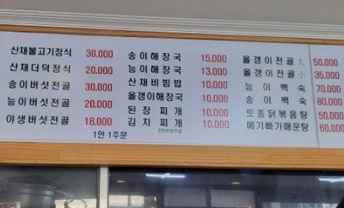 산채불고기정식 30,000
산채더덕정식 20,000
송이버섯전골 30,000
능이버섯전골 20,000
야생버섯전골 18,000
1인 1주문
송이해장국 15,000
능이해장국 13,000
산채비빔밥 10,000
올갱이해장국 10,000
된장찌개 10,000
김치찌개 10,000
올갱이전골 大 50,000
올갱이전골 小 35,000
능이백숙 70,000
송이백숙 80,000
토종닭볶음탕 50,000
메기빠가매운탕 60,000